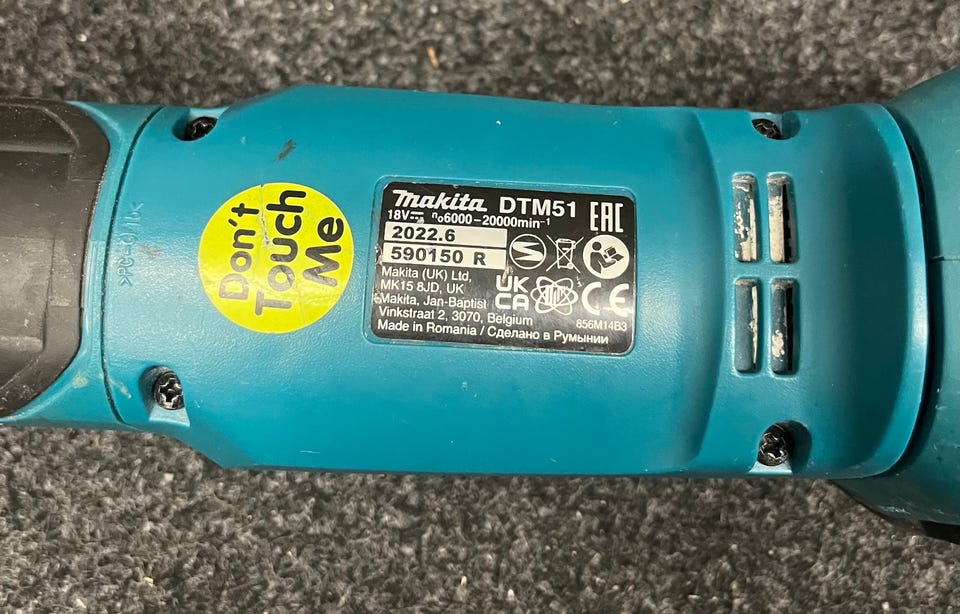 Don't
Touch
Me
makita DTM51
18V⎓ n₀6000-20000min⁻¹
2022.6
590150 R
Makita (UK) Ltd,
MK15 8JD, UK
Makita, Jan-Baptist
Vinkstraat 2, 3070, Belgium
Made in Romania / Сделано в Румынии
EAC
UK
CA
CE
856M14B3